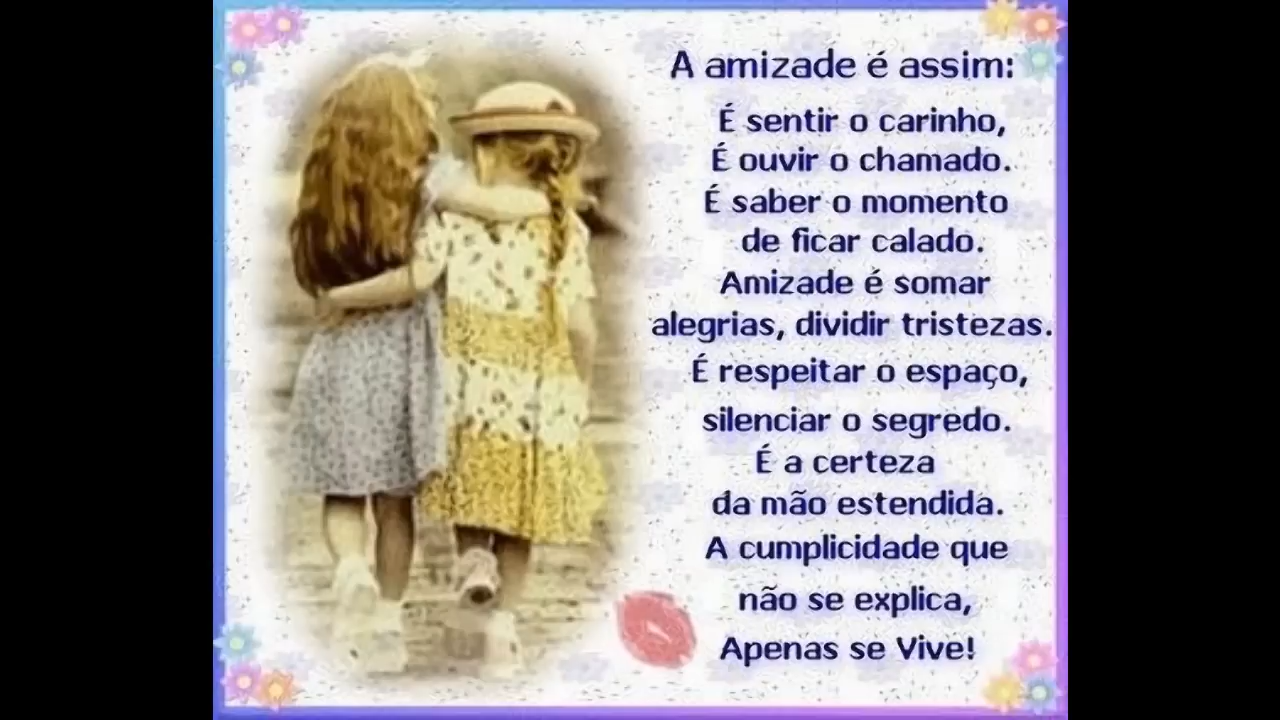 A amizade é assim:
É sentir o carinho,
É ouvir o chamado.
É saber o momento
de ficar calado.
Amizade é somar
alegrias, dividir tristezas.
É respeitar o espaço,
silenciar o segredo.
É a certeza
da mão estendida.
A cumplicidade que
não se explica,
Apenas se Vive!